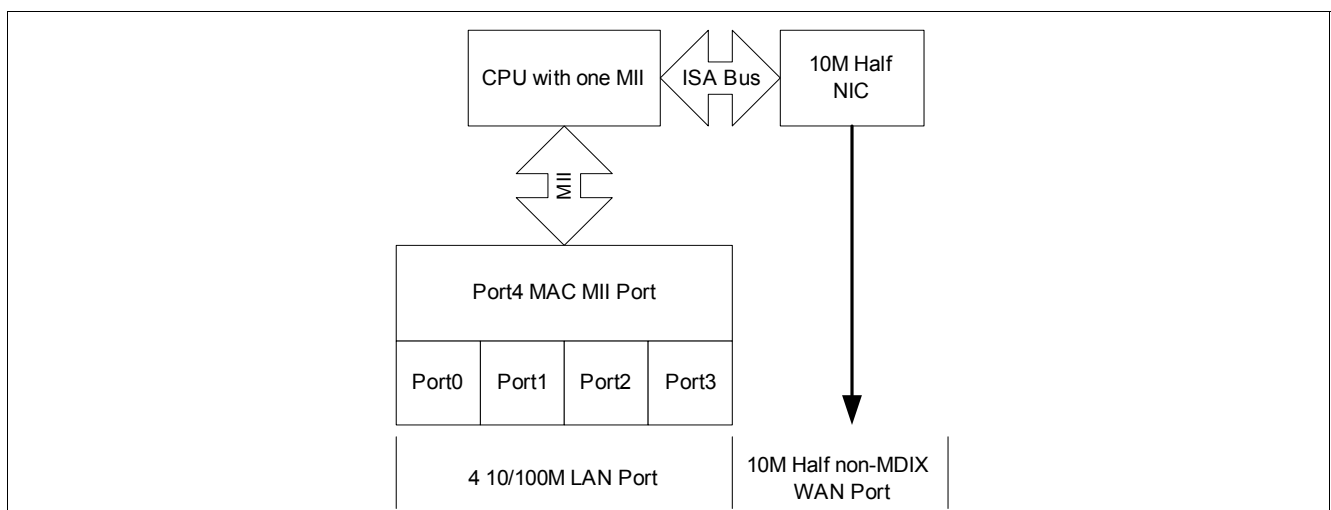 CPU with one MII
ISA Bus
10M Half
NIC
MII
Port4 MAC MII Port
Port0
Port1
Port2
Port3
4 10/100M LAN Port
10M Half non-MDIX
WAN Port